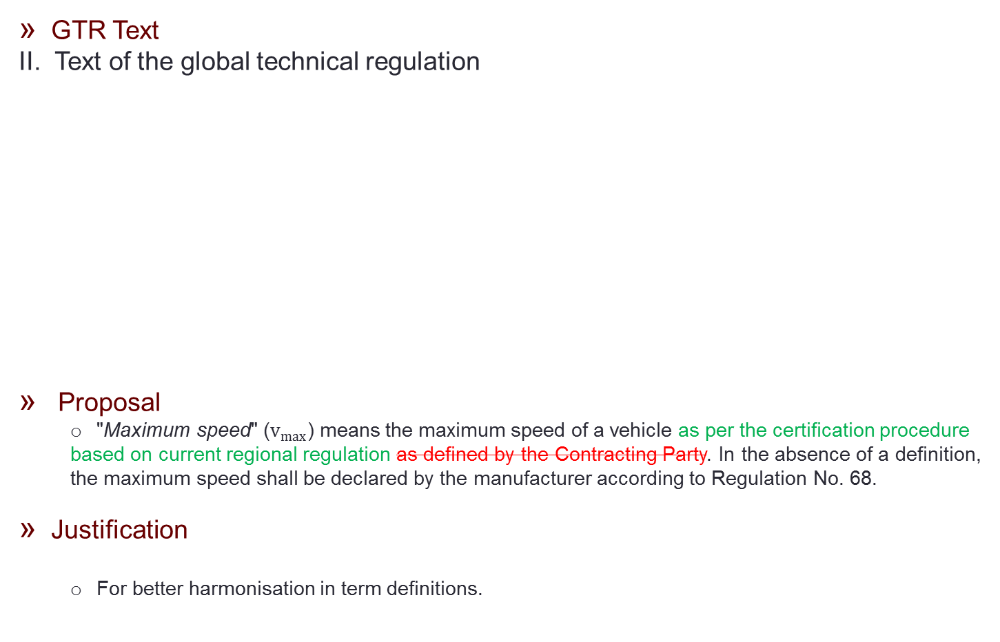 » GTR Text
II. Text of the global technical regulation
» Proposal
o "Maximum speed" (vmax) means the maximum speed of a vehicle as per the certification procedure
based on current regional regulation as defined by the Contracting Party. In the absence of a definition,
the maximum speed shall be declared by the manufacturer according to Regulation No. 68.
» Justification
o For better harmonisation in term definitions.